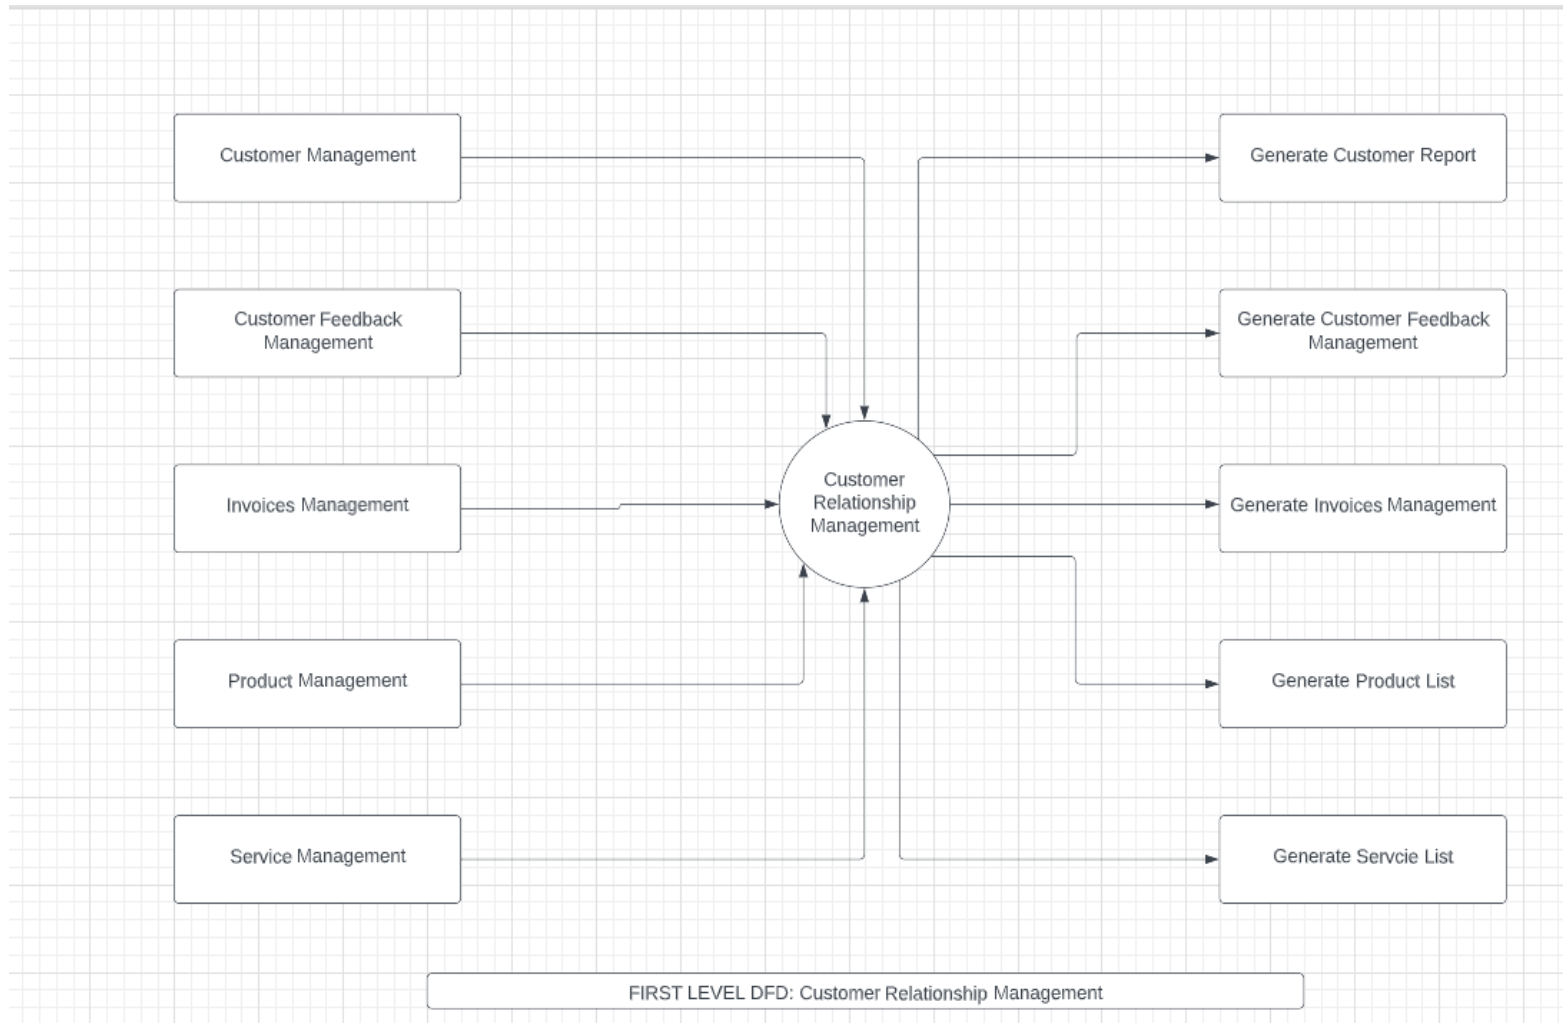 Customer Management
Generate Customer Report
Customer Feedback
Management
Generate Customer Feedback
Management
Invoices Management
Customer
Relationship
Management
Generate Invoices Management
Product Management
Generate Product List
Service Management
Generate Servcie List
FIRST LEVEL DFD: Customer Relationship Management